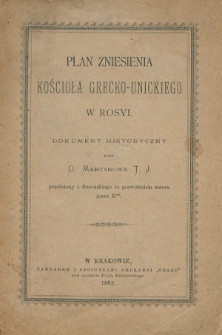 PLAN ZNIESIENIA
KOŚCIOŁA GRECKO-UNICKIEGO
W ROSYI.
DOKUMENT HISTORYCZNY
PRZEZ
O. MARTYNOWA T. J.
przełożony z francuskiego za pozwoleniem autora
przez X**.
W KRAKOWIE,
NAKŁADEM I CZCIONKAMI DRUKARNI „CZASU"
1882.